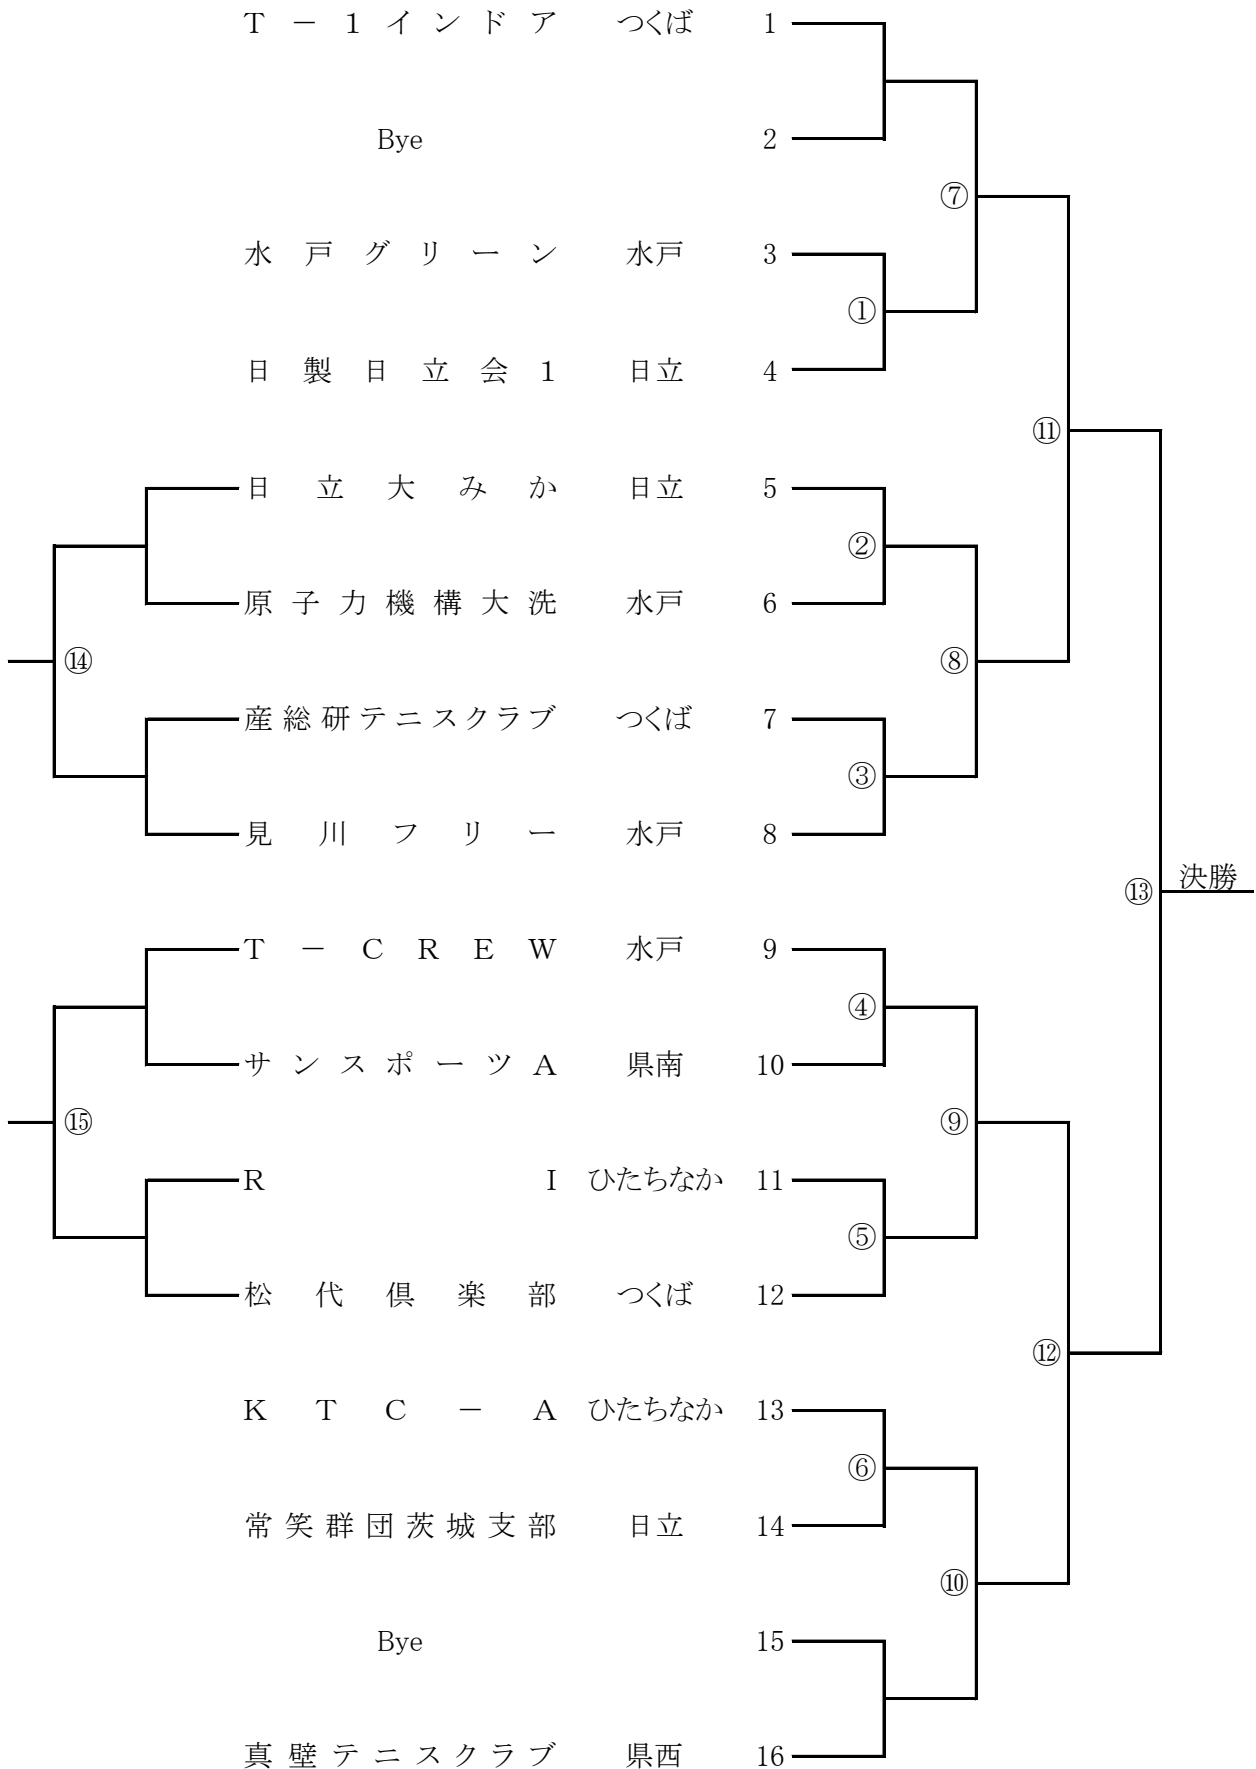 T－1インドア つくば 1
Bye 2
⑦
水戸グリーン 水戸 3
①
日製日立会1 日立 4
⑪
日立大みか 日立 5
②
原子力機構大洗 水戸 6
⑭ ⑧
産総研テニスクラブ つくば 7
③
見川フリー 水戸 8
⑬ 決勝
T－CREW 水戸 9
④
サンスポーツA 県南 10
⑮ ⑨
RI ひたちなか 11
⑤
松代倶楽部 つくば 12
⑫
KTC－A ひたちなか 13
⑥
常笑群団茨城支部 日立 14
⑩
Bye 15
真壁テニスクラブ 県西 16